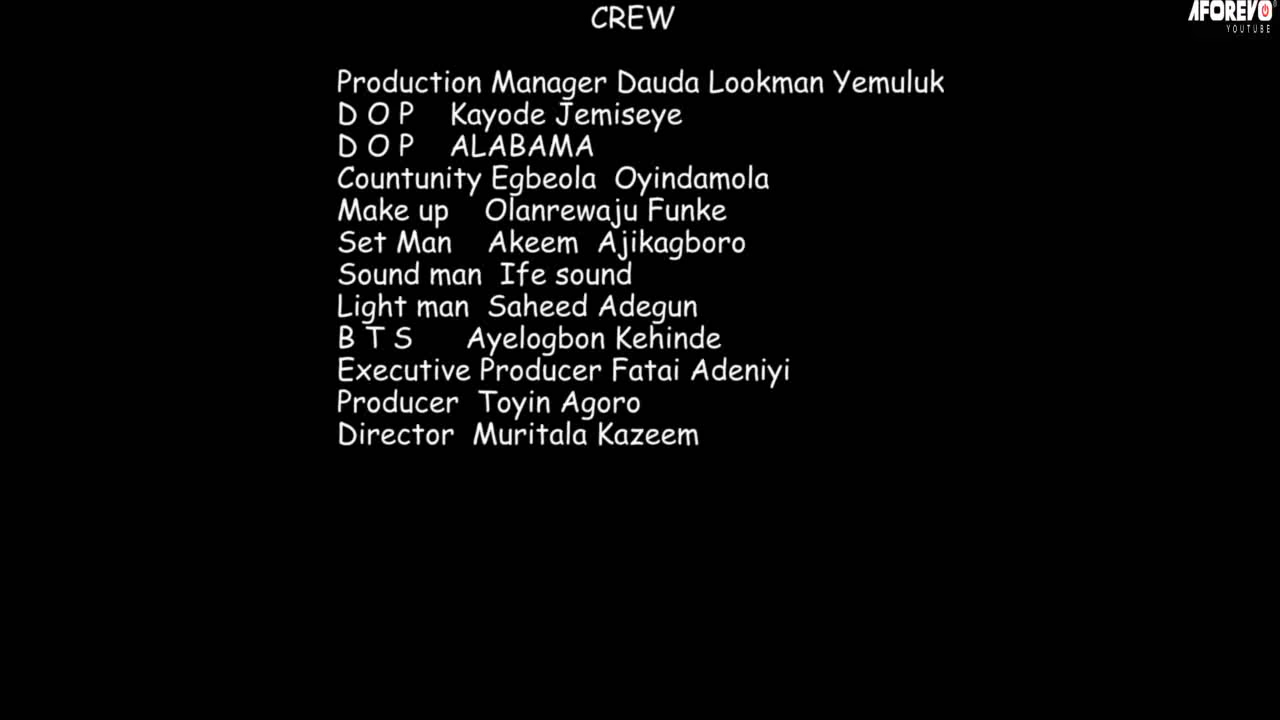 CREW
AFOREVO
YOUTUBE
Production Manager Dauda Lookman Yemuluk
D O P Kayode Jemiseye
D O P ALABAMA
Countunity Egbeola Oyindamola
Make up Olanrewaju Funke
Set Man Akeem Ajikagboro
Sound man Ife sound
Light man Saheed Adegun
B T S Ayelogbon Kehinde
Executive Producer Fatai Adeniyi
Producer Toyin Agoro
Director Muritala Kazeem